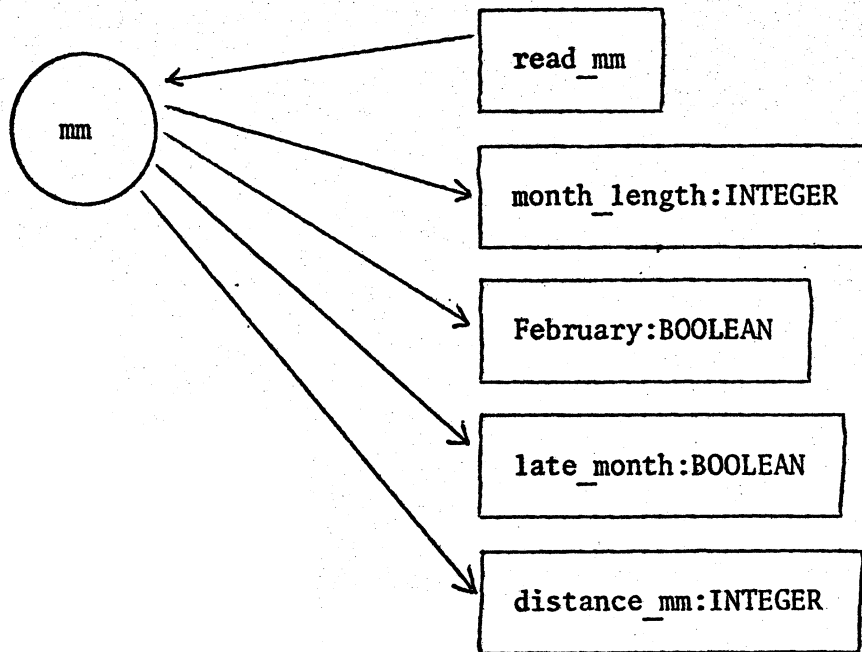 read_mm
mm
month_length:INTEGER
February:BOOLEAN
late_month:BOOLEAN
distance_mm:INTEGER